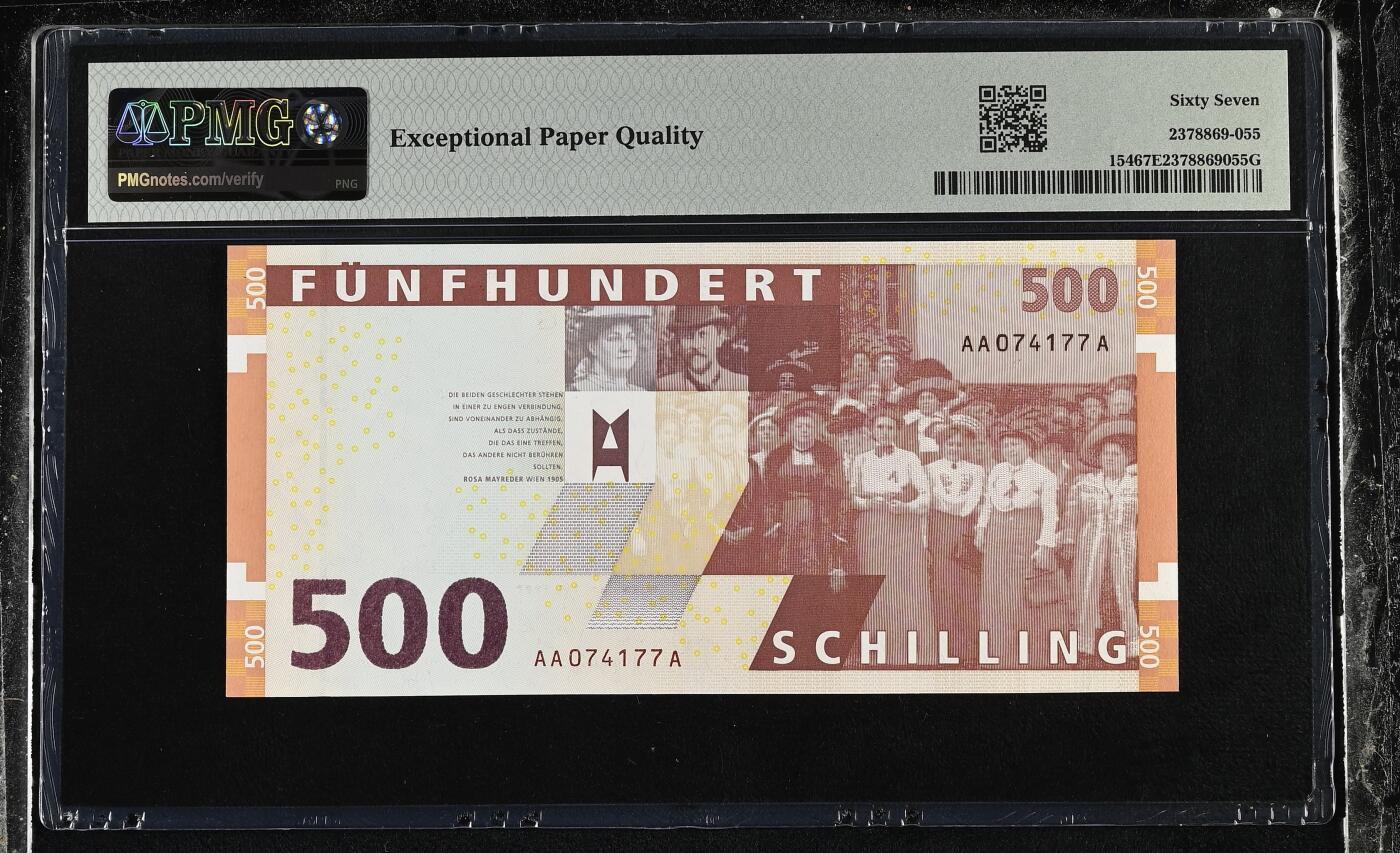 PMG
PMGnotes.com/verify
PNG
Exceptional Paper Quality
Sixty Seven
2378869-055
15467E2378869055G
500
FÜNFHUNDERT
500
500
AA074177A
DIE BEIDEN GESCHLECHTER STEHEN
IN EINER ZU ENGEN VERBINDUNG,
SIND VONEINANDER ZU ABHÄNGIG,
ALS DASS ZUSTÄNDE,
DIE DAS EINE TREFFEN,
DAS ANDERE NICHT BERÜHREN
SOLLTEN.
ROSA MAYREDER WIEN 1905
500
500
AA074177A
SCHILLING
500